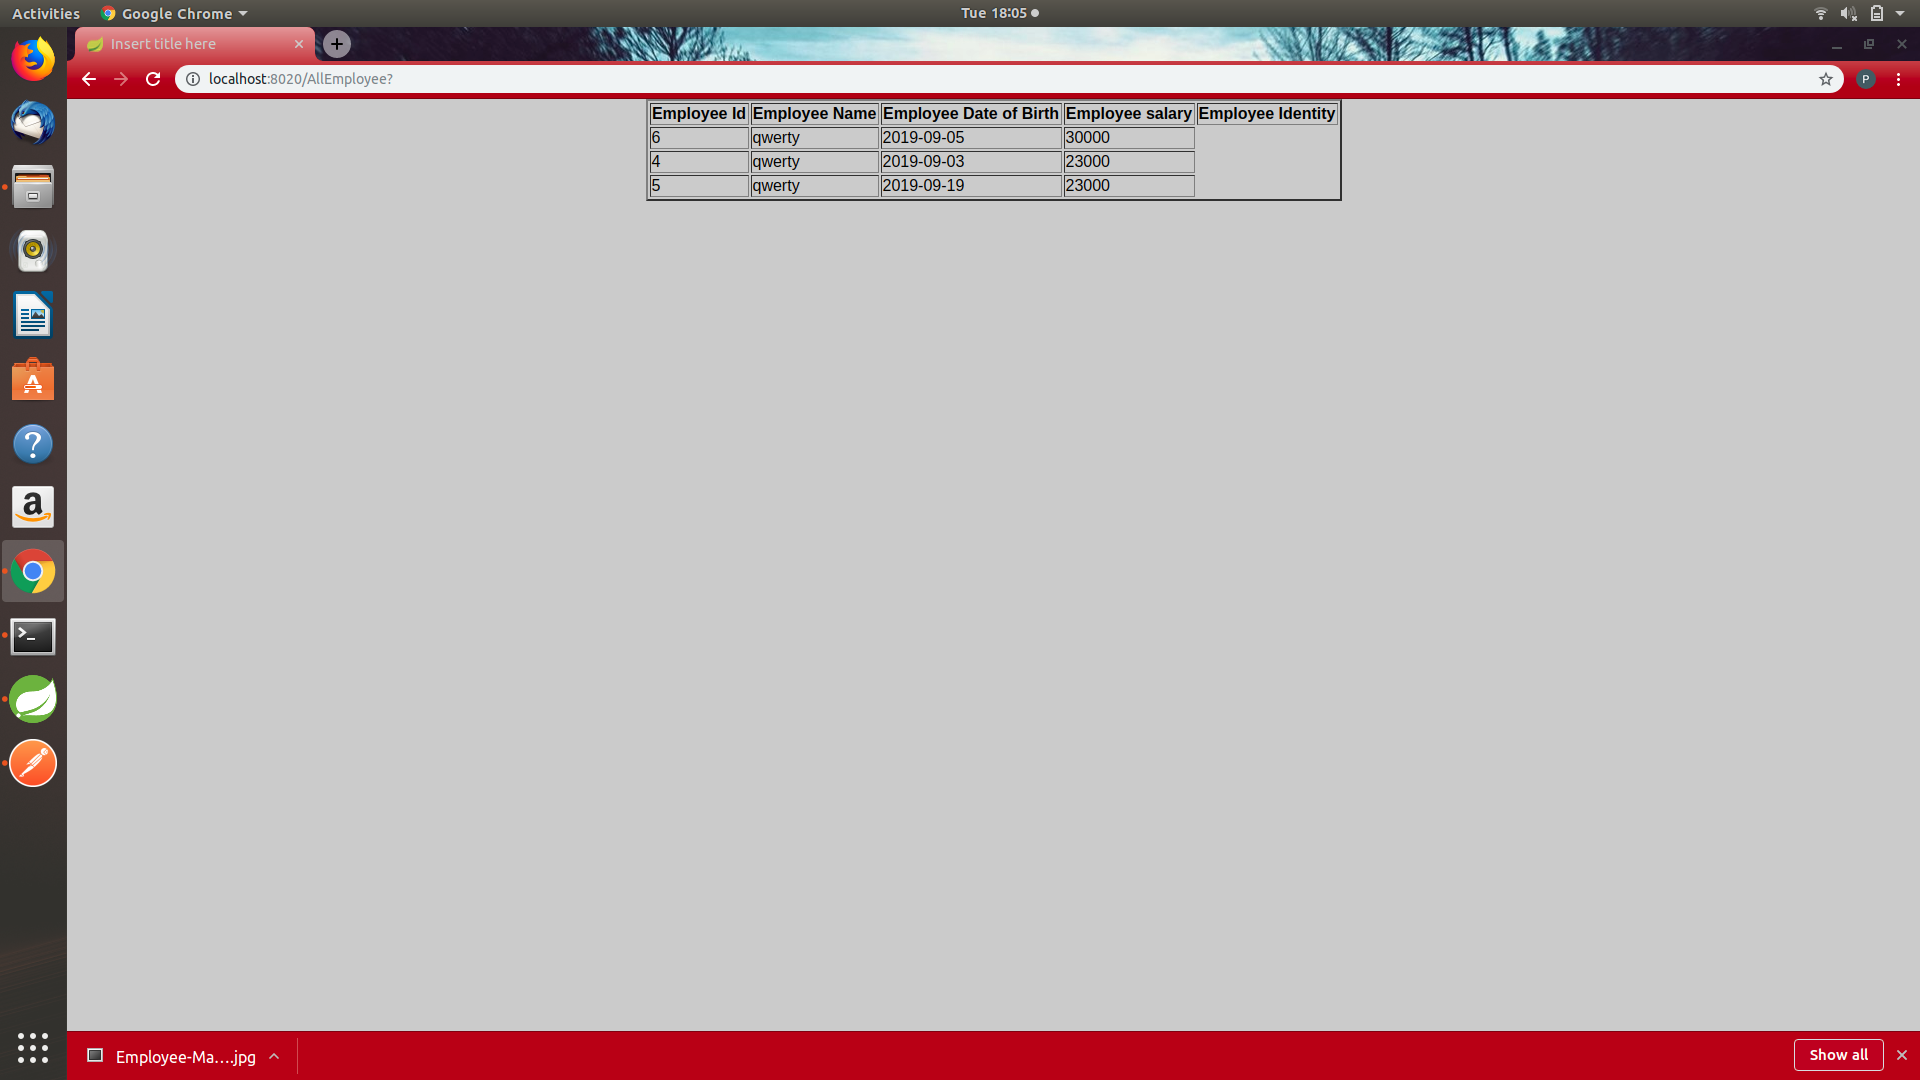 Activities Google Chrome Tue 18:05
Insert title here
localhost:8020/AllEmployee? P
Employee Id Employee Name Employee Date of Birth Employee salary Employee Identity
6 qwerty 2019-09-05 30000
4 qwerty 2019-09-03 23000
5 qwerty 2019-09-19 23000
Employee-Ma....jpg Show all